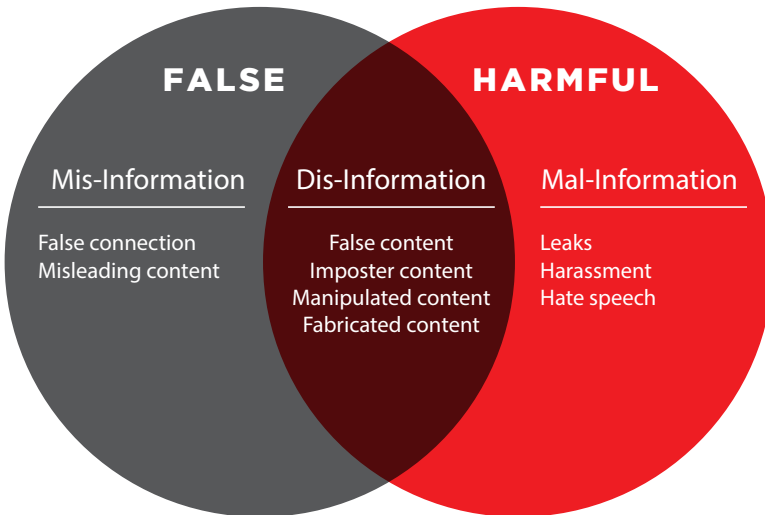 FALSE
HARMFUL
Mis-Information
False connection
Misleading content
Dis-Information
False content
Imposter content
Manipulated content
Fabricated content
Mal-Information
Leaks
Harassment
Hate speech